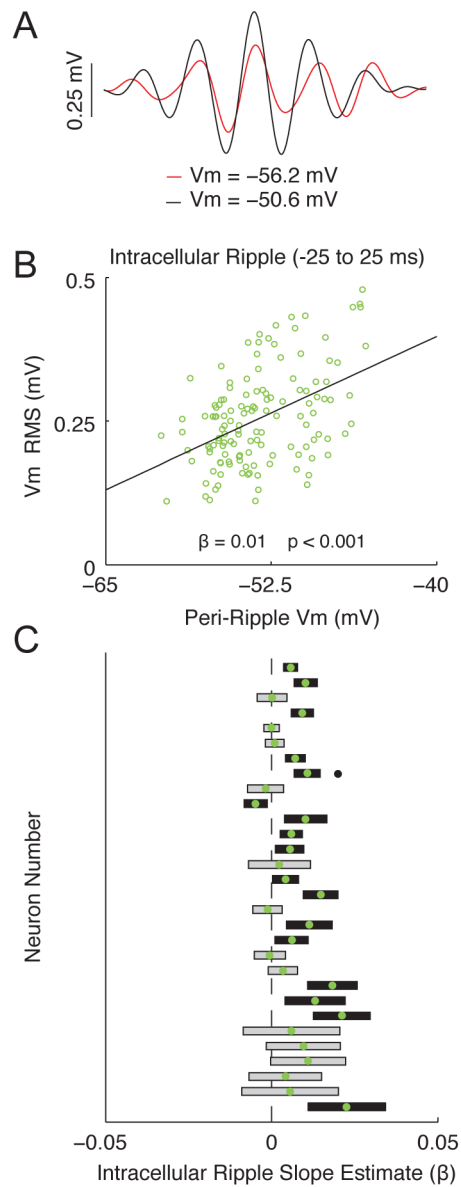 A
0.25 mV
Vm = −56.2 mV
Vm = −50.6 mV
B
Intracellular Ripple (-25 to 25 ms)
0.5
0.25
0
Vm RMS (mV)
β = 0.01 p < 0.001
−65 −52.5 −40
Peri-Ripple Vm (mV)
C
Neuron Number
-0.05 0 0.05
Intracellular Ripple Slope Estimate (β)